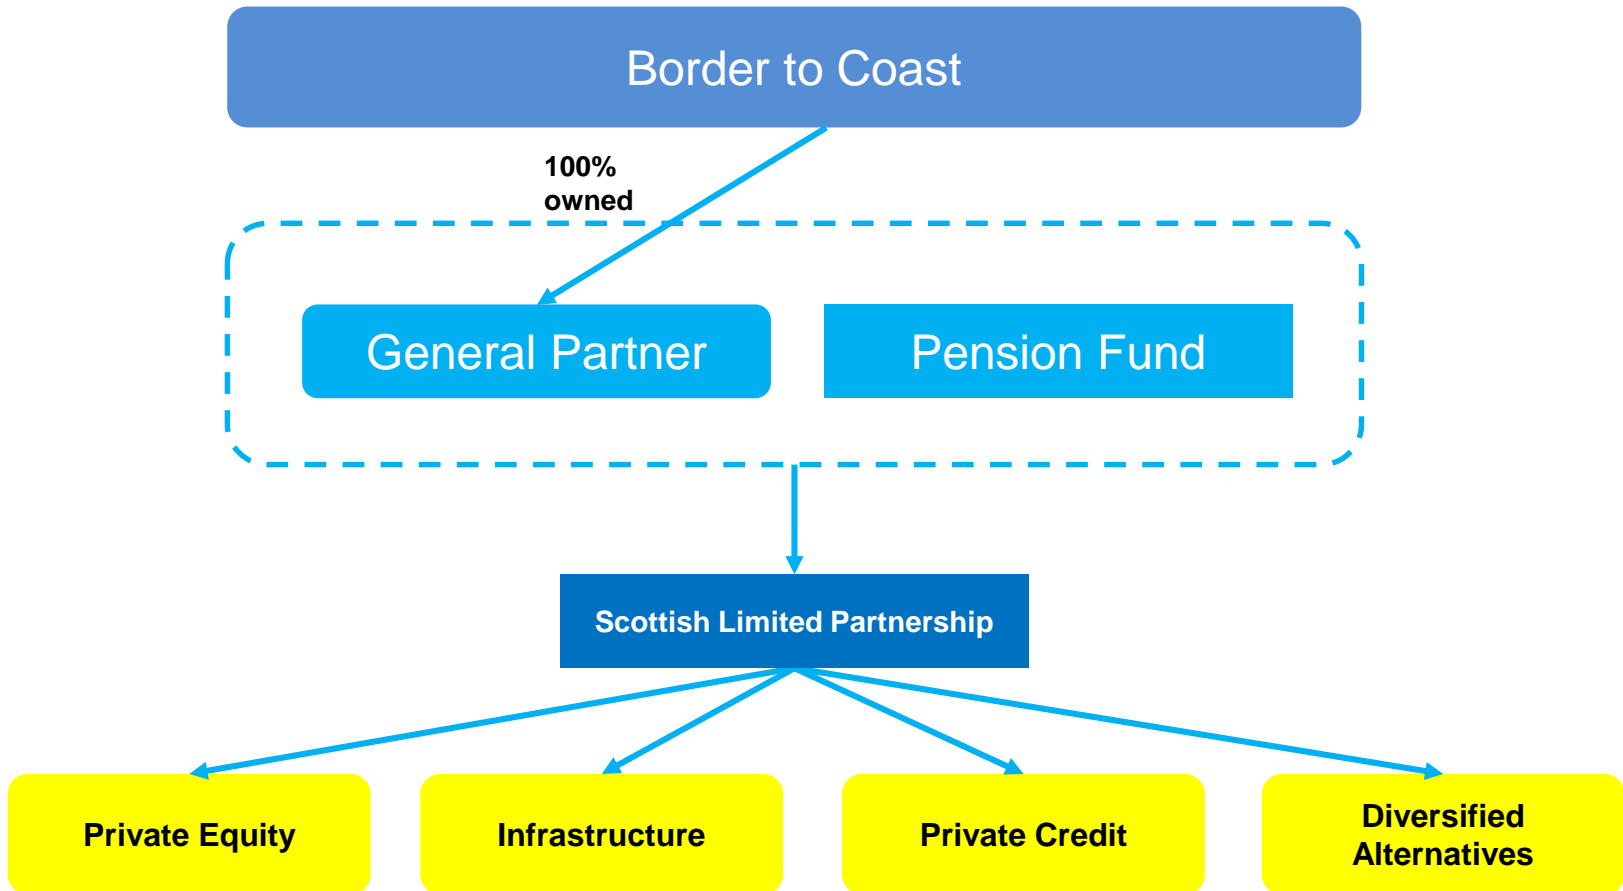 Border to Coast
100%
owned
General Partner
Pension Fund
Scottish Limited Partnership
Private Equity
Infrastructure
Private Credit
Diversified
Alternatives